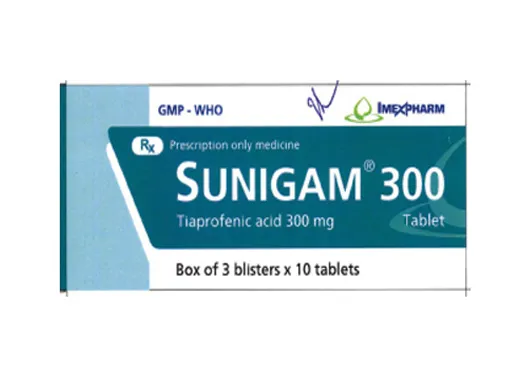 GMP - WHO
IMEXPHARM
Rx Prescription only medicine
SUNIGAM® 300
Tiaprofenic acid 300 mg Tablet
Box of 3 blisters x 10 tablets